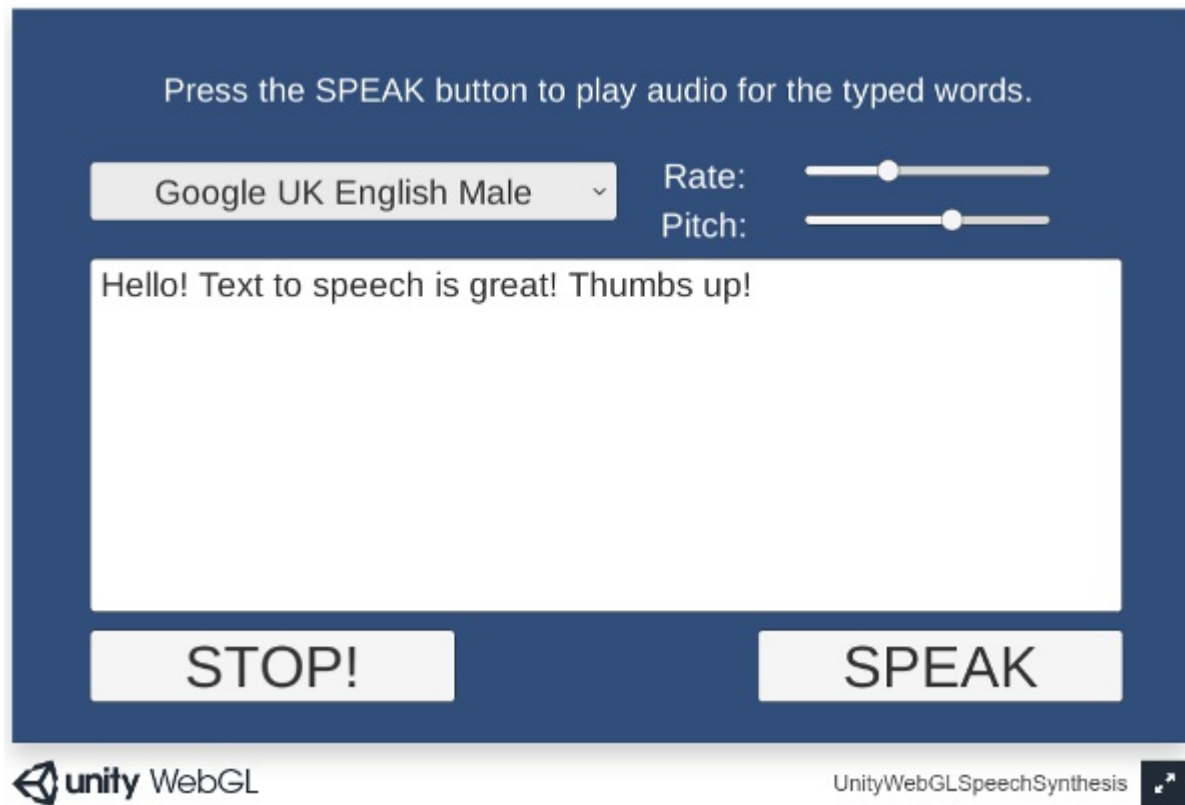 Press the SPEAK button to play audio for the typed words.
Google UK English Male
Rate:
Pitch:
Hello! Text to speech is great! Thumbs up!
STOP!
SPEAK
unity WebGL
UnityWebGLSpeechSynthesis